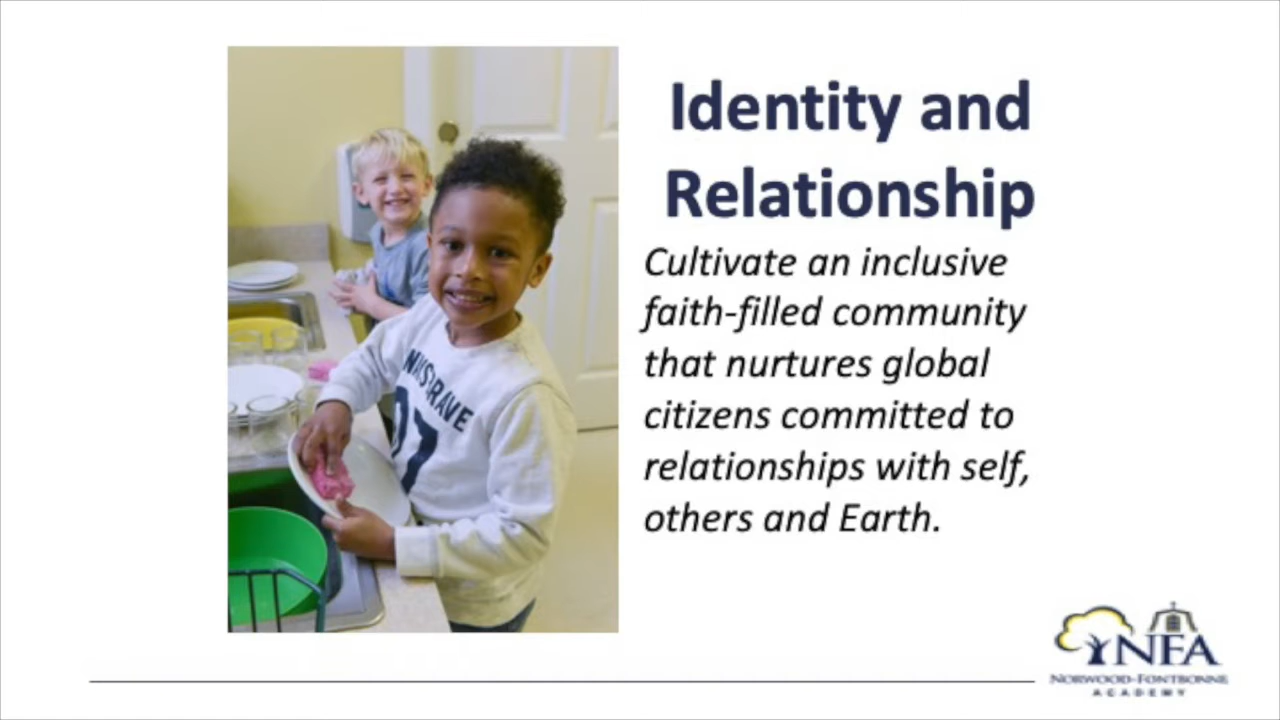 Identity and
Relationship
Cultivate an inclusive
faith-filled community
that nurtures global
citizens committed to
relationships with self,
others and Earth.
07
NFA
NORWOOD-FONTBONNE
ACADEMY